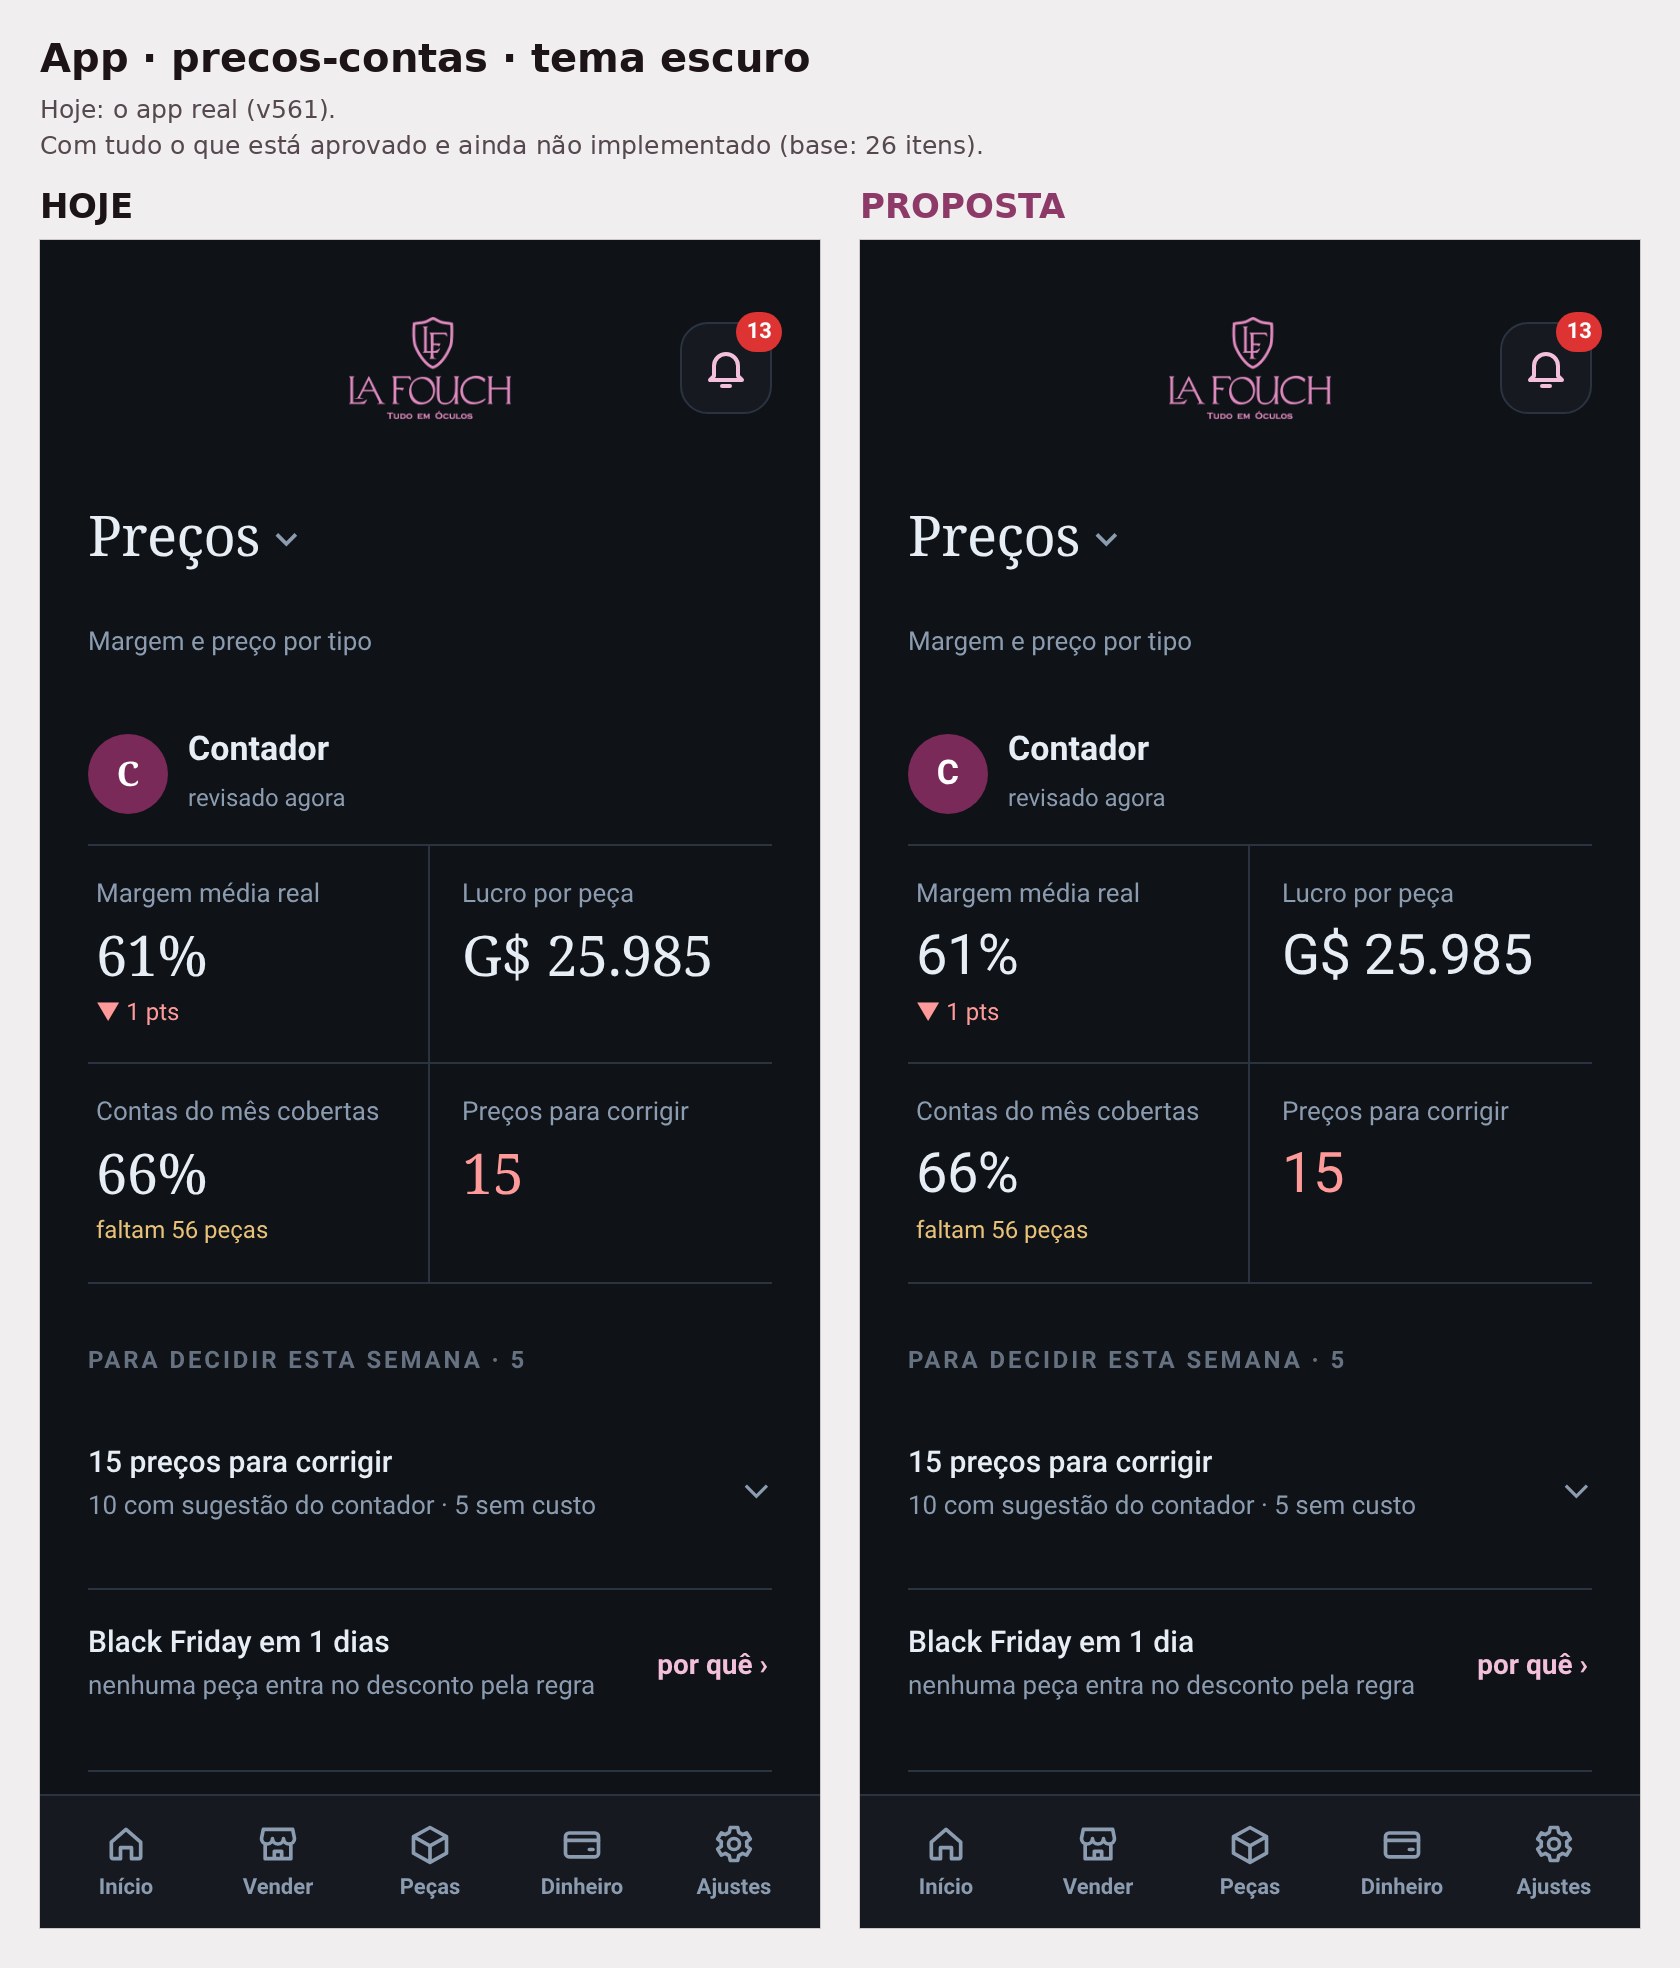 App · precos-contas · tema escuro
Hoje: o app real (v561).
Com tudo o que está aprovado e ainda não implementado (base: 26 itens).
HOJE
LF
LA FOUCH
TUDO EM ÓCULOS
13
Preços
Margem e preço por tipo
C
Contador
revisado agora
Margem média real
61%
▼ 1 pts
Lucro por peça
G$ 25.985
Contas do mês cobertas
66%
faltam 56 peças
Preços para corrigir
15
PARA DECIDIR ESTA SEMANA · 5
15 preços para corrigir
10 com sugestão do contador · 5 sem custo
Black Friday em 1 dias
nenhuma peça entra no desconto pela regra
por quê ›
Início
Vender
Peças
Dinheiro
Ajustes
PROPOSTA
LF
LA FOUCH
TUDO EM ÓCULOS
13
Preços
Margem e preço por tipo
C
Contador
revisado agora
Margem média real
61%
▼ 1 pts
Lucro por peça
G$ 25.985
Contas do mês cobertas
66%
faltam 56 peças
Preços para corrigir
15
PARA DECIDIR ESTA SEMANA · 5
15 preços para corrigir
10 com sugestão do contador · 5 sem custo
Black Friday em 1 dia
nenhuma peça entra no desconto pela regra
por quê ›
Início
Vender
Peças
Dinheiro
Ajustes